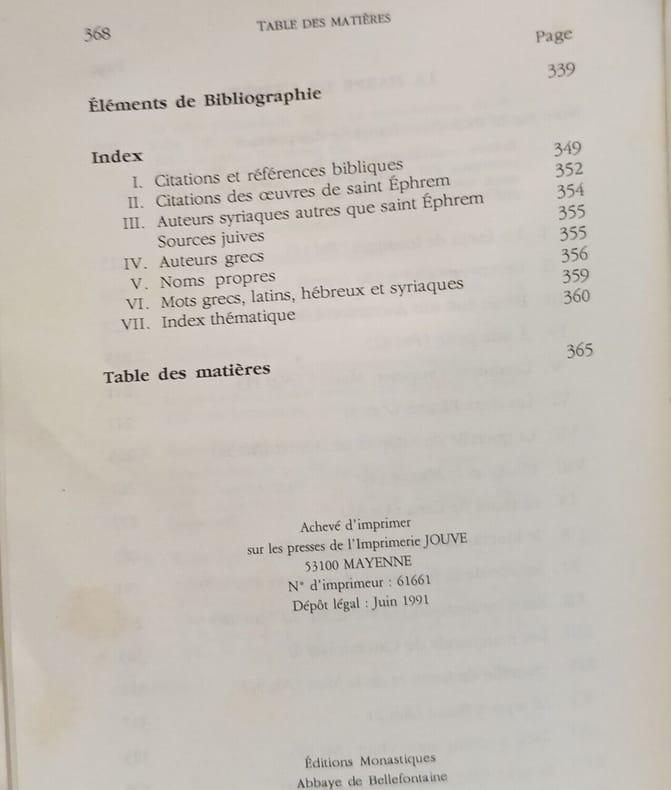 368 TABLE DES MATIÈRES
Page
Éléments de Bibliographie 339
Index
I. Citations et références bibliques 349
II. Citations des œuvres de saint Éphrem 352
III. Auteurs syriaques autres que saint Éphrem 354
Sources juives 355
IV. Auteurs grecs 355
V. Noms propres 356
VI. Mots grecs, latins, hébreux et syriaques 359
VII. Index thématique 360
Table des matières 365
Achevé d'imprimer
sur les presses de l'Imprimerie JOUVE
53100 MAYENNE
N° d'imprimeur : 61661
Dépôt légal : Juin 1991
Éditions Monastiques
Abbaye de Bellefontaine